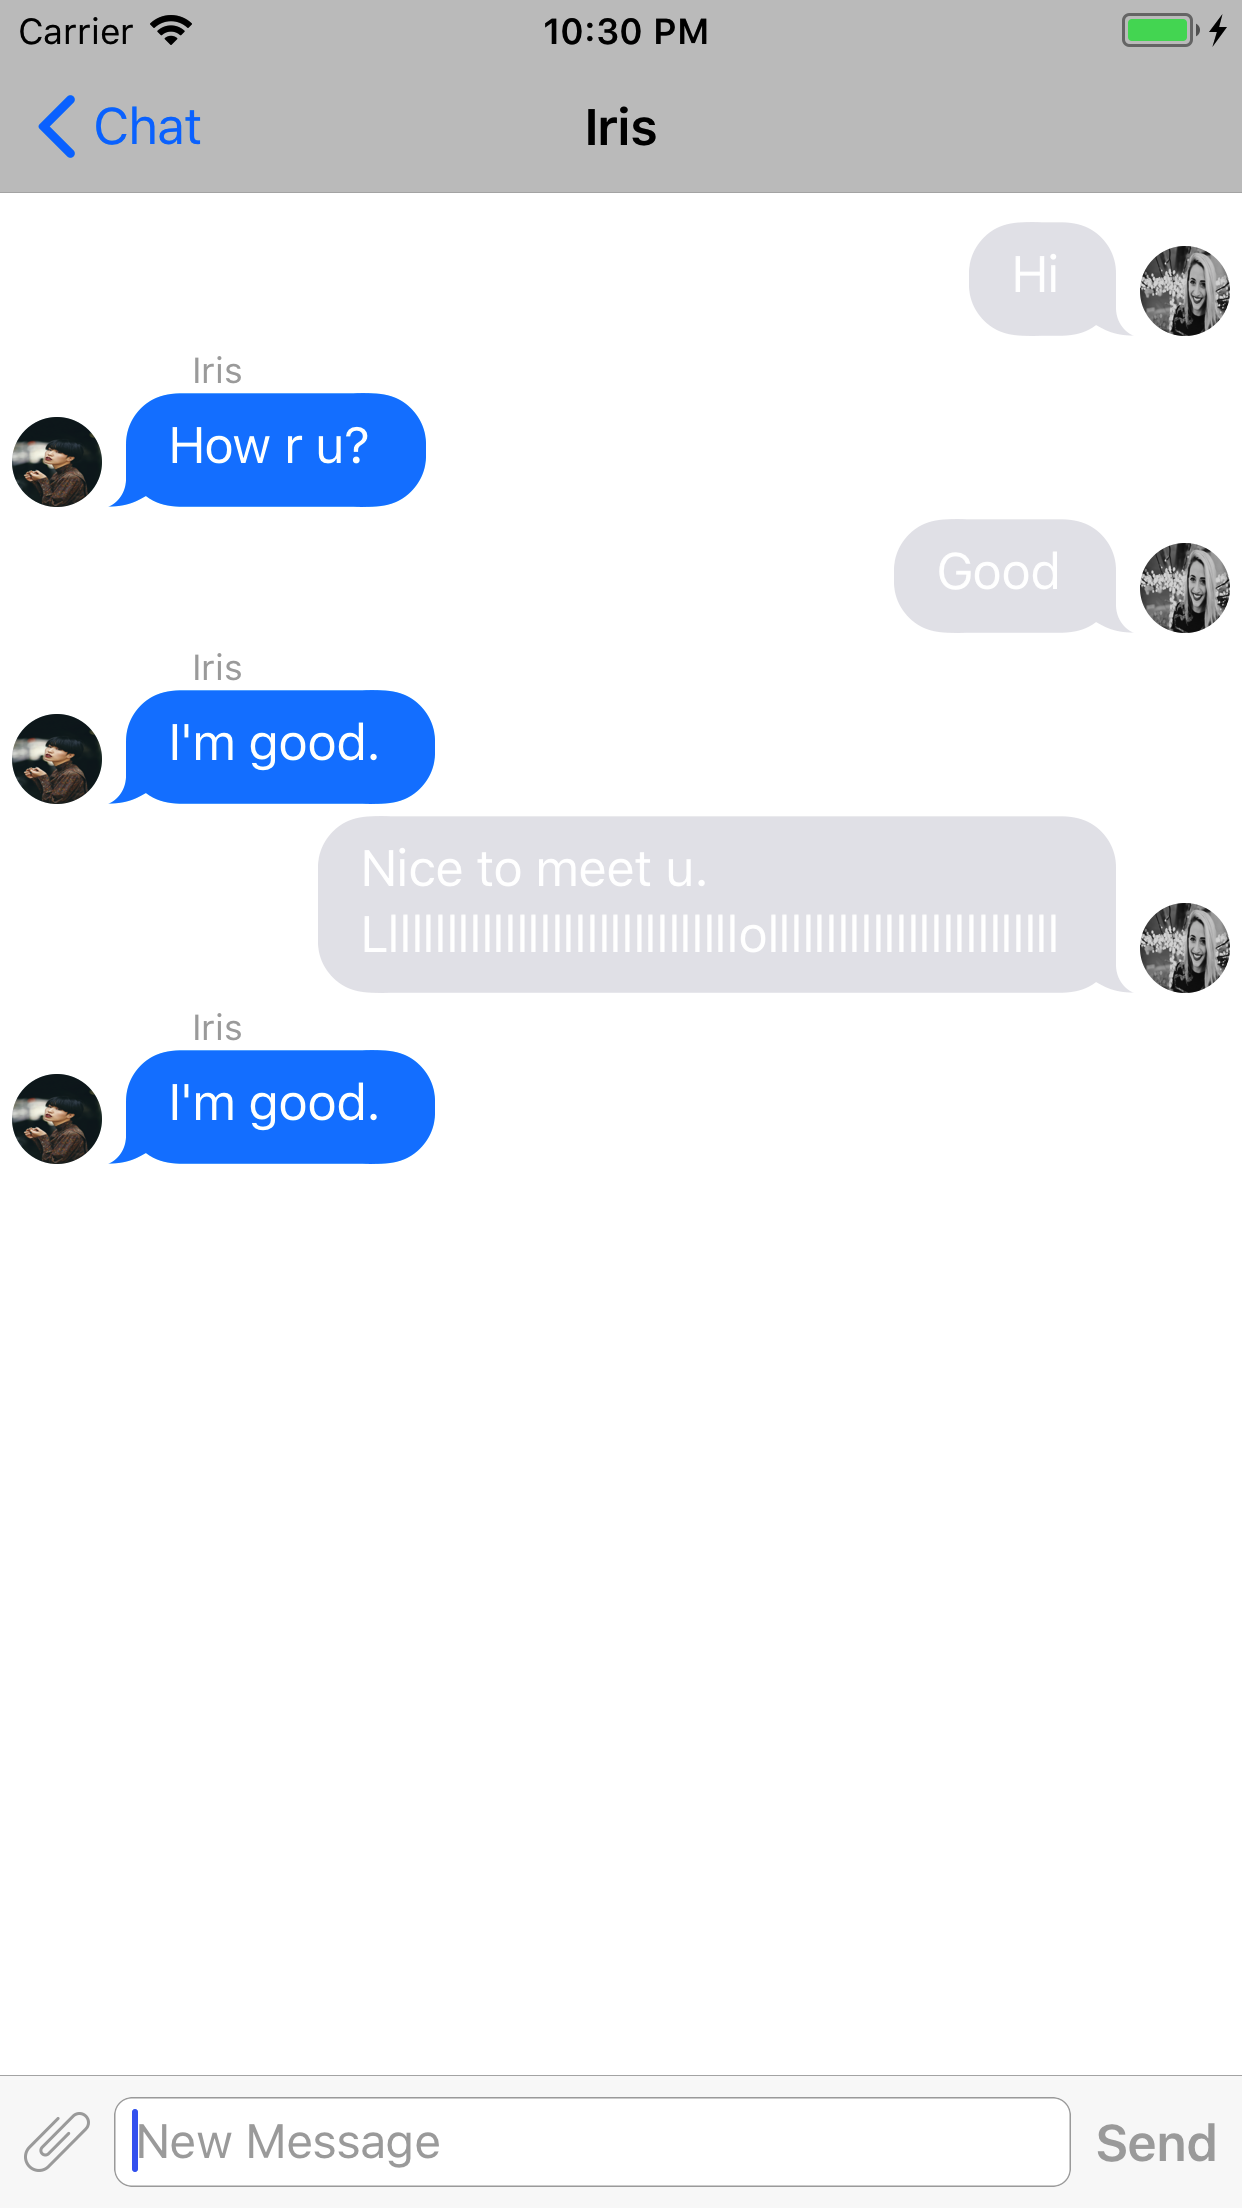 Carrier 10:30 PM
Chat Iris
Hi
Iris
How r u?
Good
Iris
I'm good.
Nice to meet u.
Iris
I'm good.
New Message Send